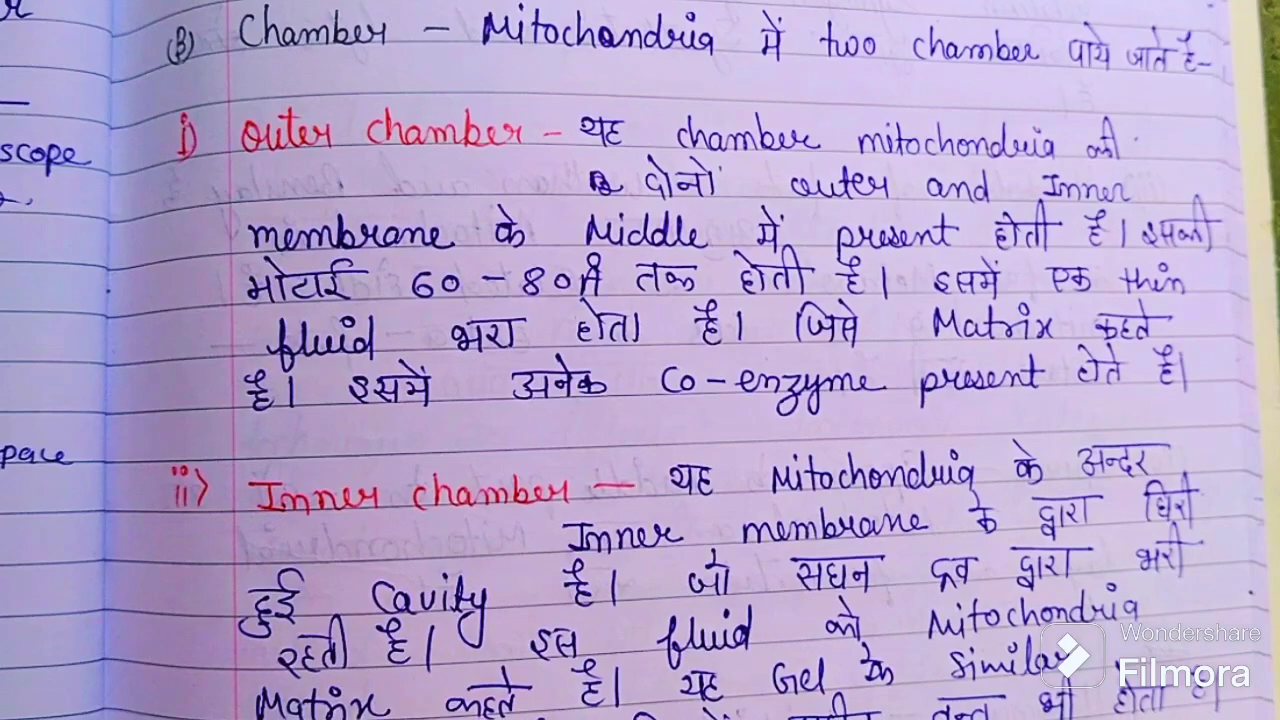 (B) Chamber - Mitochondria में two chamber पाये जाते है-
i) Outer chamber - यह chamber mitochondria की
दोनों outer and Inner
membrane के Middle में present होती है। इसकी
मोटाई 60-80Å तक होती है। इसमें एक thin
fluid भरा होता है। जिसे Matrix कहते
है। इसमें अनेक Co-enzyme present होते है।
ii) Inner chamber - यह Mitochondria के अन्दर
Inner membrane के द्वारा घिरी
हुई Cavity है। जो सघन द्रव द्वारा भरी
रहती है। इस fluid को Mitochondria
Matrix कहते है। यह Gel के Similar
भी होता है।
scope
pace
Wondershare
Filmora